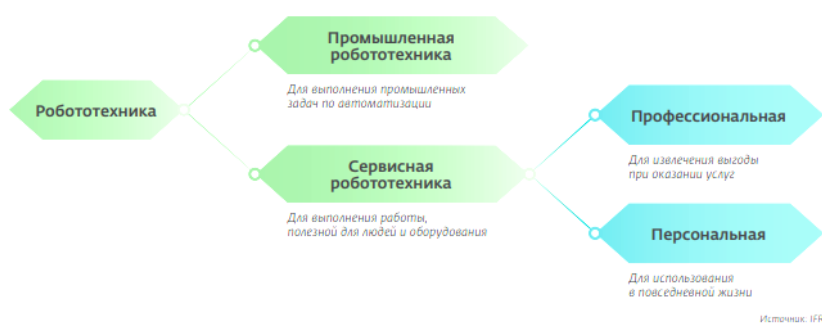 Робототехника
Промышленная
робототехника
Для выполнения промышленных
задач по автоматизации
Сервисная
робототехника
Для выполнения работы,
полезной для людей и оборудования
Профессиональная
Для извлечения выгоды
при оказании услуг
Персональная
Для использования
в повседневной жизни
Источник: IFR